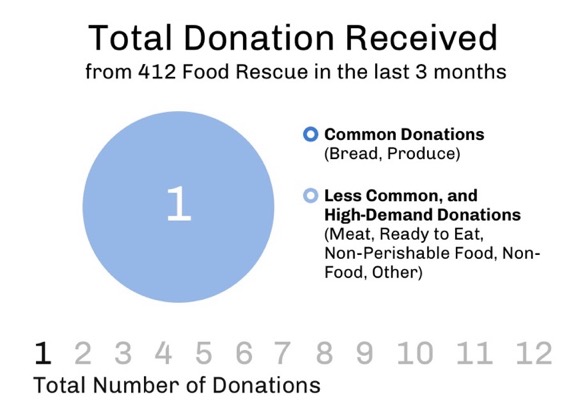 Total Donation Received
from 412 Food Rescue in the last 3 months
1
Common Donations
(Bread, Produce)
Less Common, and
High-Demand Donations
(Meat, Ready to Eat,
Non-Perishable Food, Non-
Food, Other)
1 2 3 4 5 6 7 8 9 10 11 12
Total Number of Donations